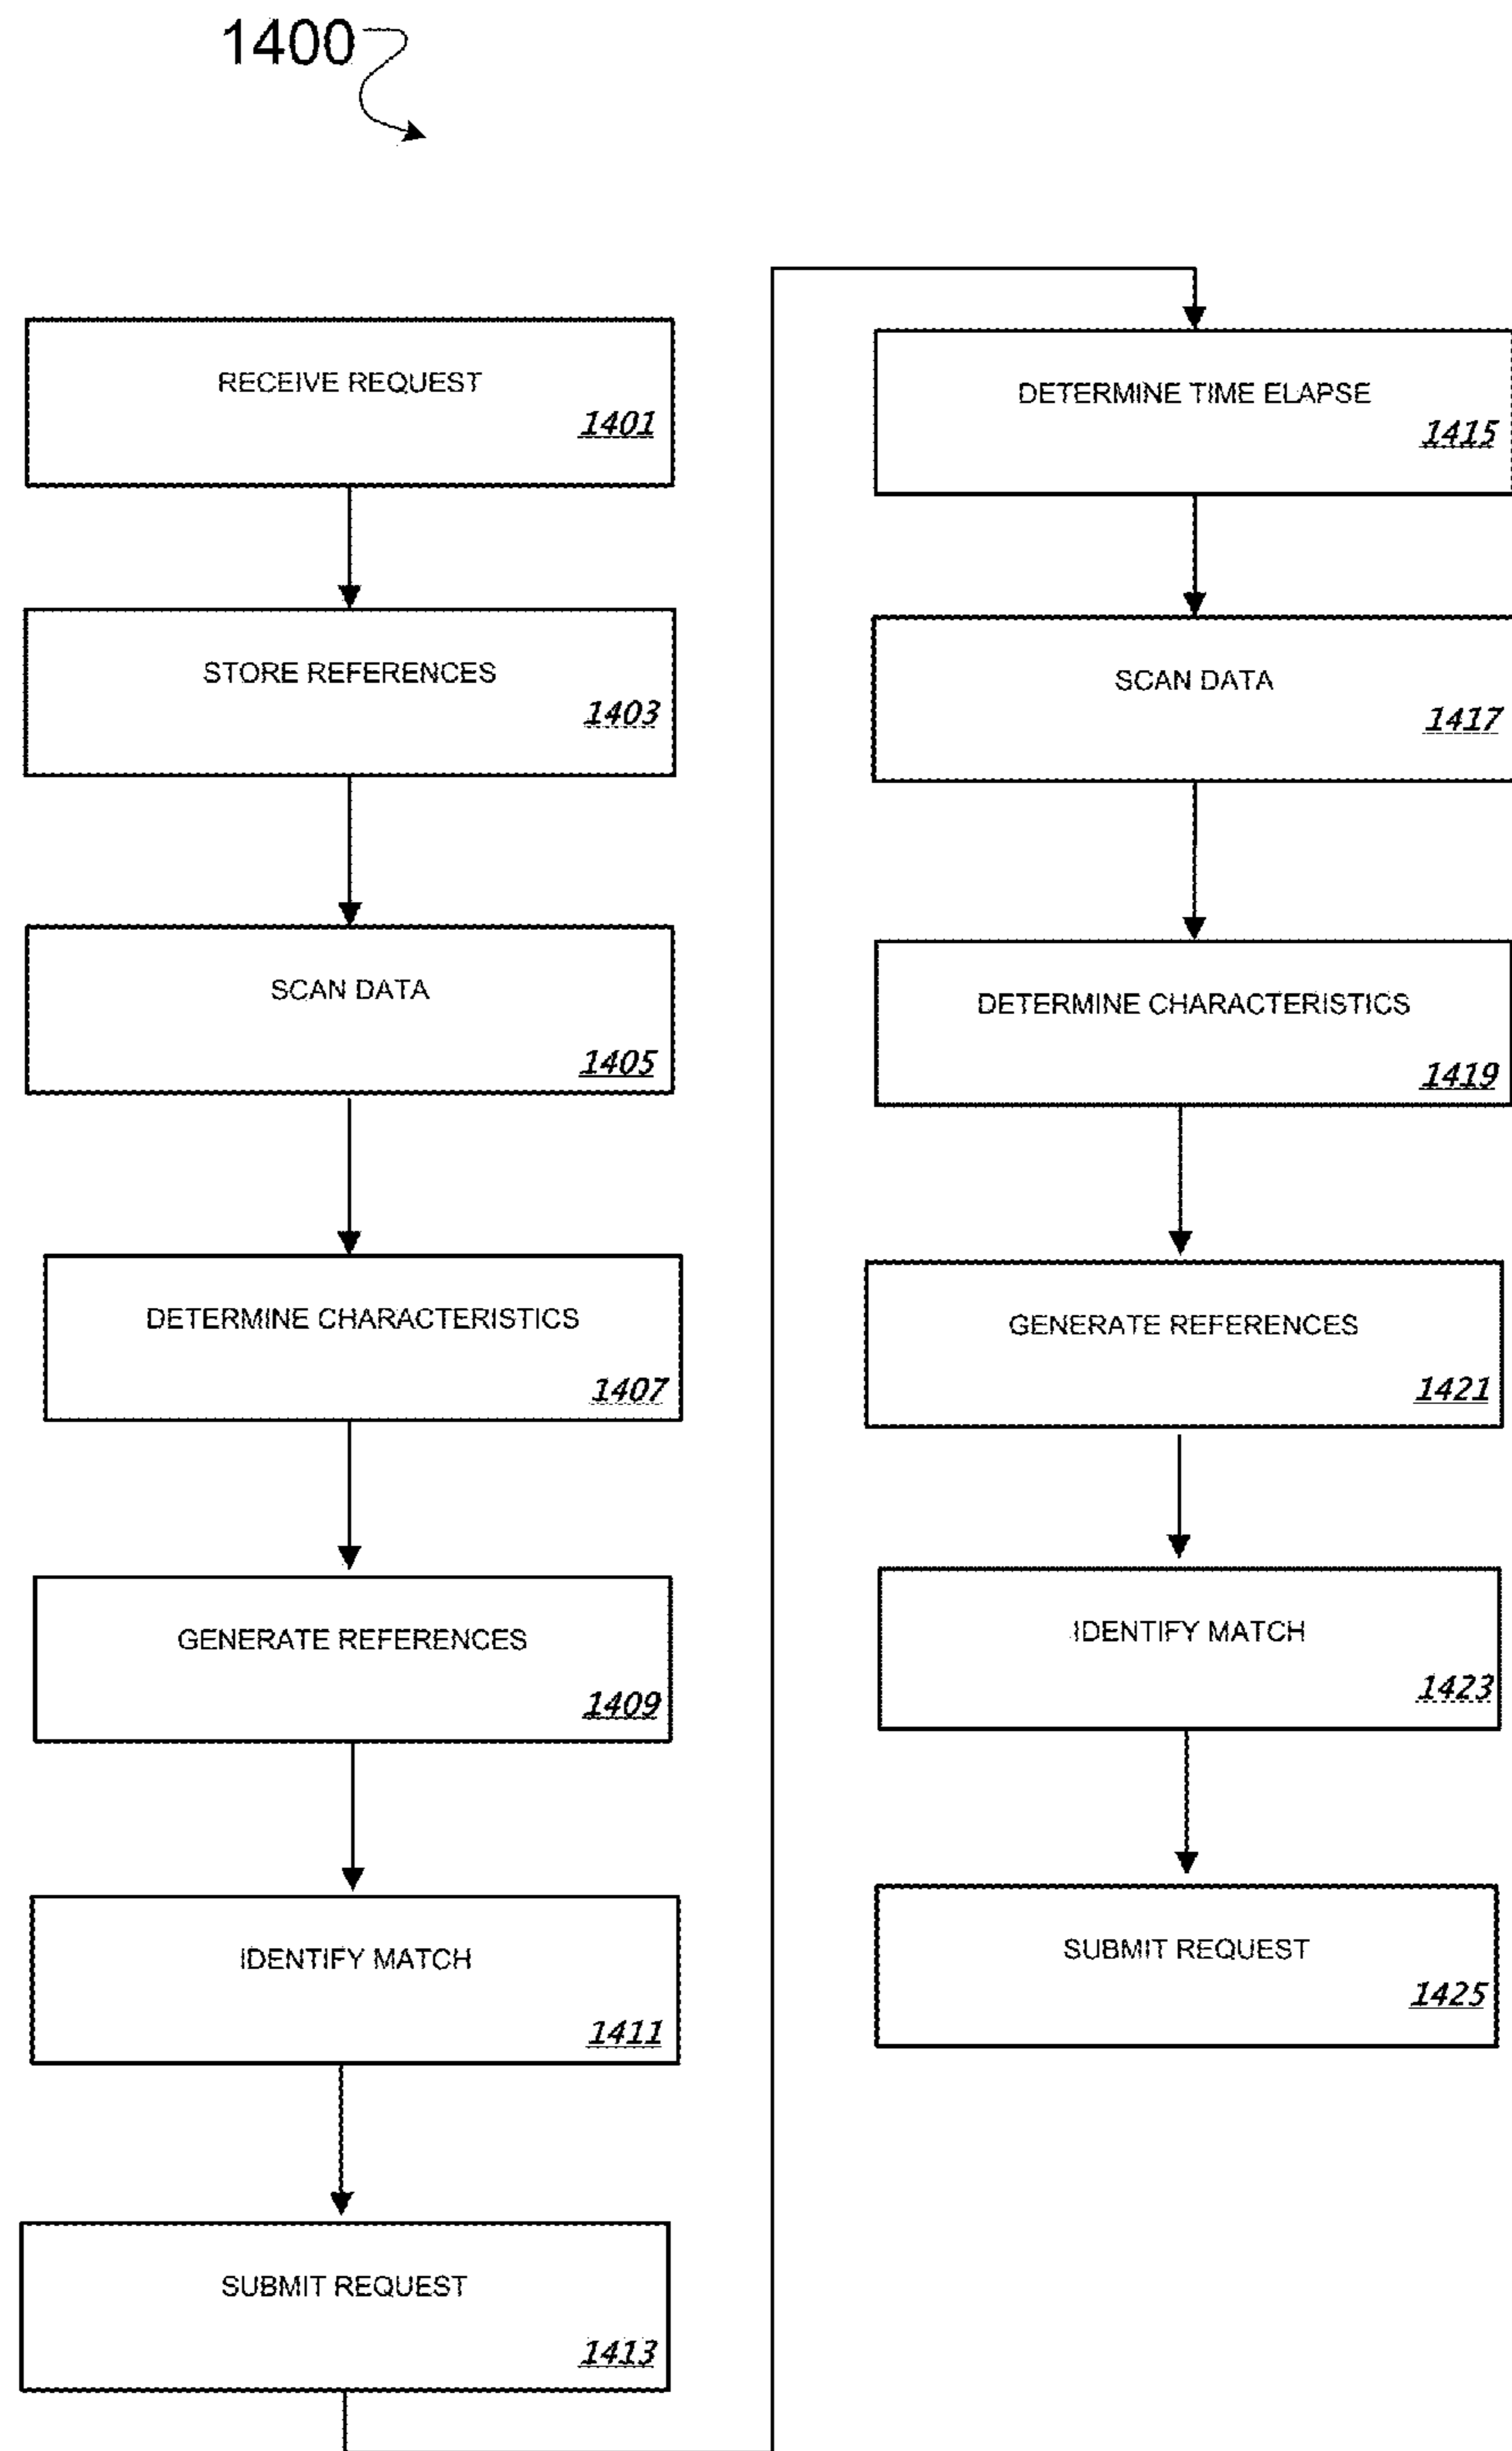 1400
RECEIVE REQUEST
1401
STORE REFERENCES
1403
SCAN DATA
1405
DETERMINE CHARACTERISTICS
1407
GENERATE REFERENCES
1409
IDENTIFY MATCH
1411
SUBMIT REQUEST
1413
DETERMINE TIME ELAPSE
1415
SCAN DATA
1417
DETERMINE CHARACTERISTICS
1419
GENERATE REFERENCES
1421
IDENTIFY MATCH
1423
SUBMIT REQUEST
1425